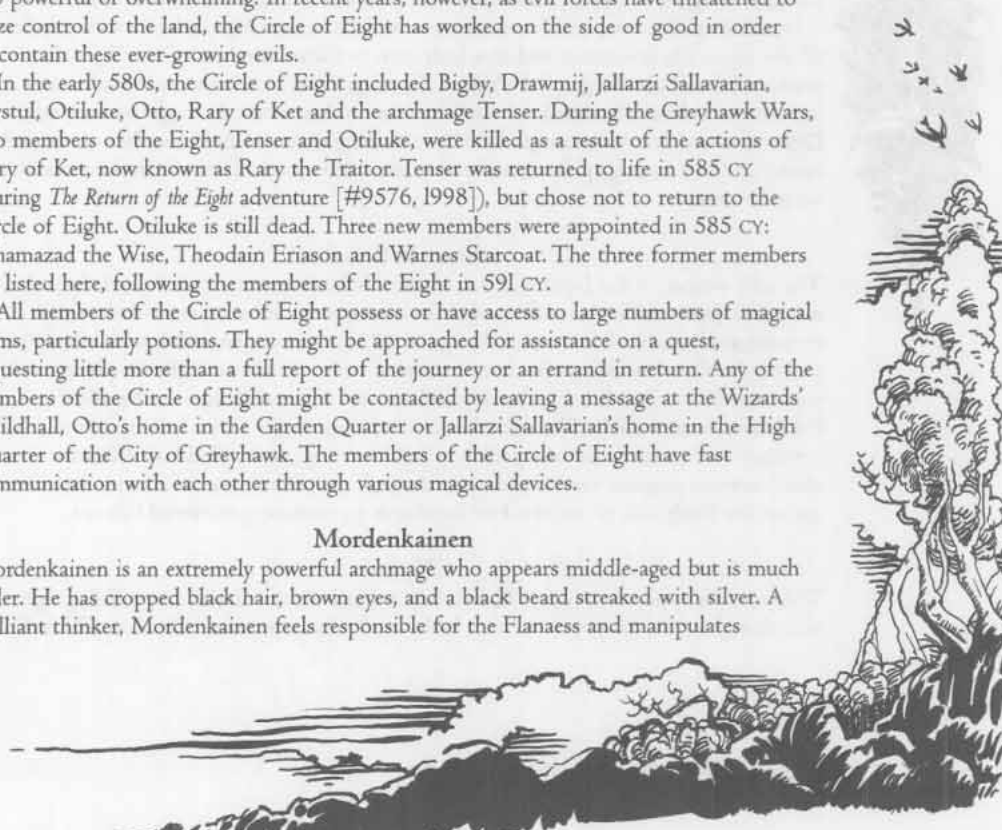 powerful or overwhelming. In recent years, however, as evil forces have threatened to
ze control of the land, the Circle of Eight has worked on the side of good in order
contain these ever-growing evils.
In the early 580s, the Circle of Eight included Bigby, Drawmij, Jallarzi Sallavarian,
rstul, Otiluke, Otto, Rary of Ket and the archmage Tenser. During the Greyhawk Wars,
o members of the Eight, Tenser and Otiluke, were killed as a result of the actions of
ry of Ket, now known as Rary the Traitor. Tenser was returned to life in 585 CY
uring The Return of the Eight adventure [#9576, 1998]), but chose not to return to the
rcle of Eight. Otiluke is still dead. Three new members were appointed in 585 CY:
namazad the Wise, Theodain Eriason and Warnes Starcoat. The three former members
listed here, following the members of the Eight in 591 CY.
All members of the Circle of Eight possess or have access to large numbers of magical
ms, particularly potions. They might be approached for assistance on a quest,
questing little more than a full report of the journey or an errand in return. Any of the
mbers of the Circle of Eight might be contacted by leaving a message at the Wizards'
uildhall, Otto's home in the Garden Quarter or Jallarzi Sallavarian's home in the High
uarter of the City of Greyhawk. The members of the Circle of Eight have fast
mmunication with each other through various magical devices.
Mordenkainen
ordenkainen is an extremely powerful archmage who appears middle-aged but is much
der. He has cropped black hair, brown eyes, and a black beard streaked with silver. A
lliant thinker, Mordenkainen feels responsible for the Flanaess and manipulates